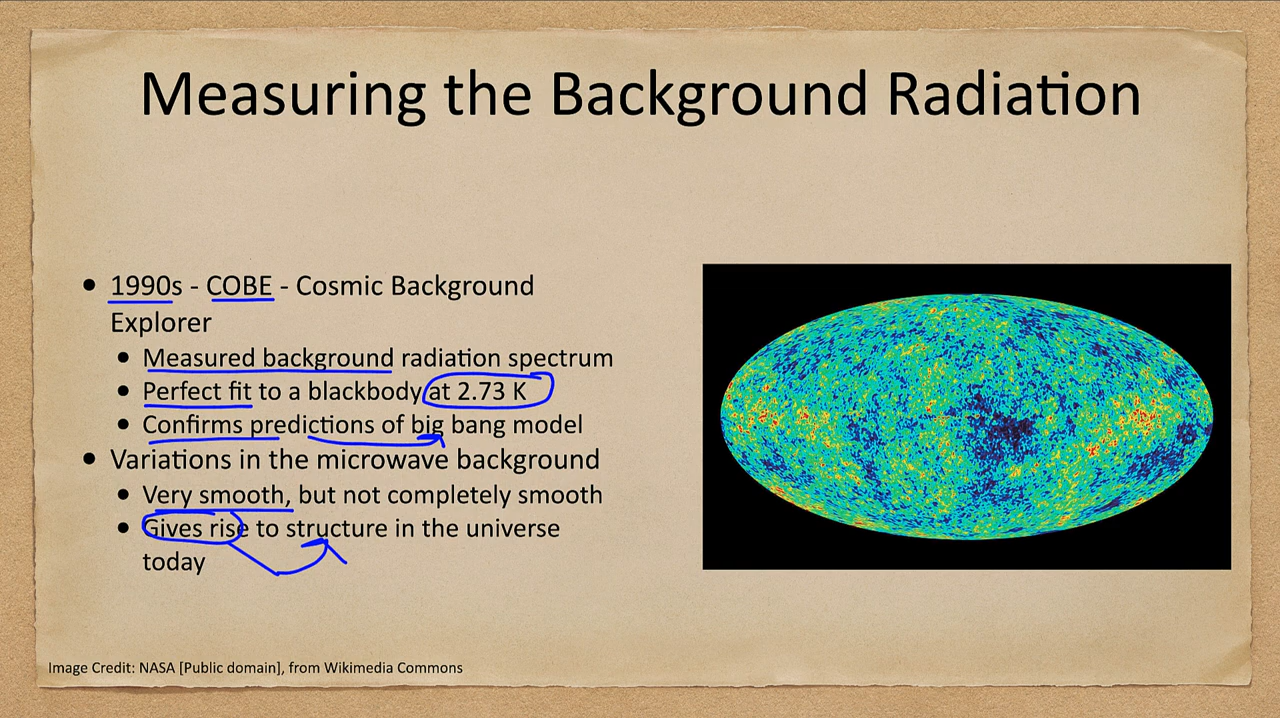 Measuring the Background Radiation
• 1990s - COBE - Cosmic Background
Explorer
• Measured background radiation spectrum
• Perfect fit to a blackbody at 2.73 K
• Confirms predictions of big bang model
• Variations in the microwave background
• Very smooth, but not completely smooth
• Gives rise to structure in the universe
today
Image Credit: NASA [Public domain], from Wikimedia Commons